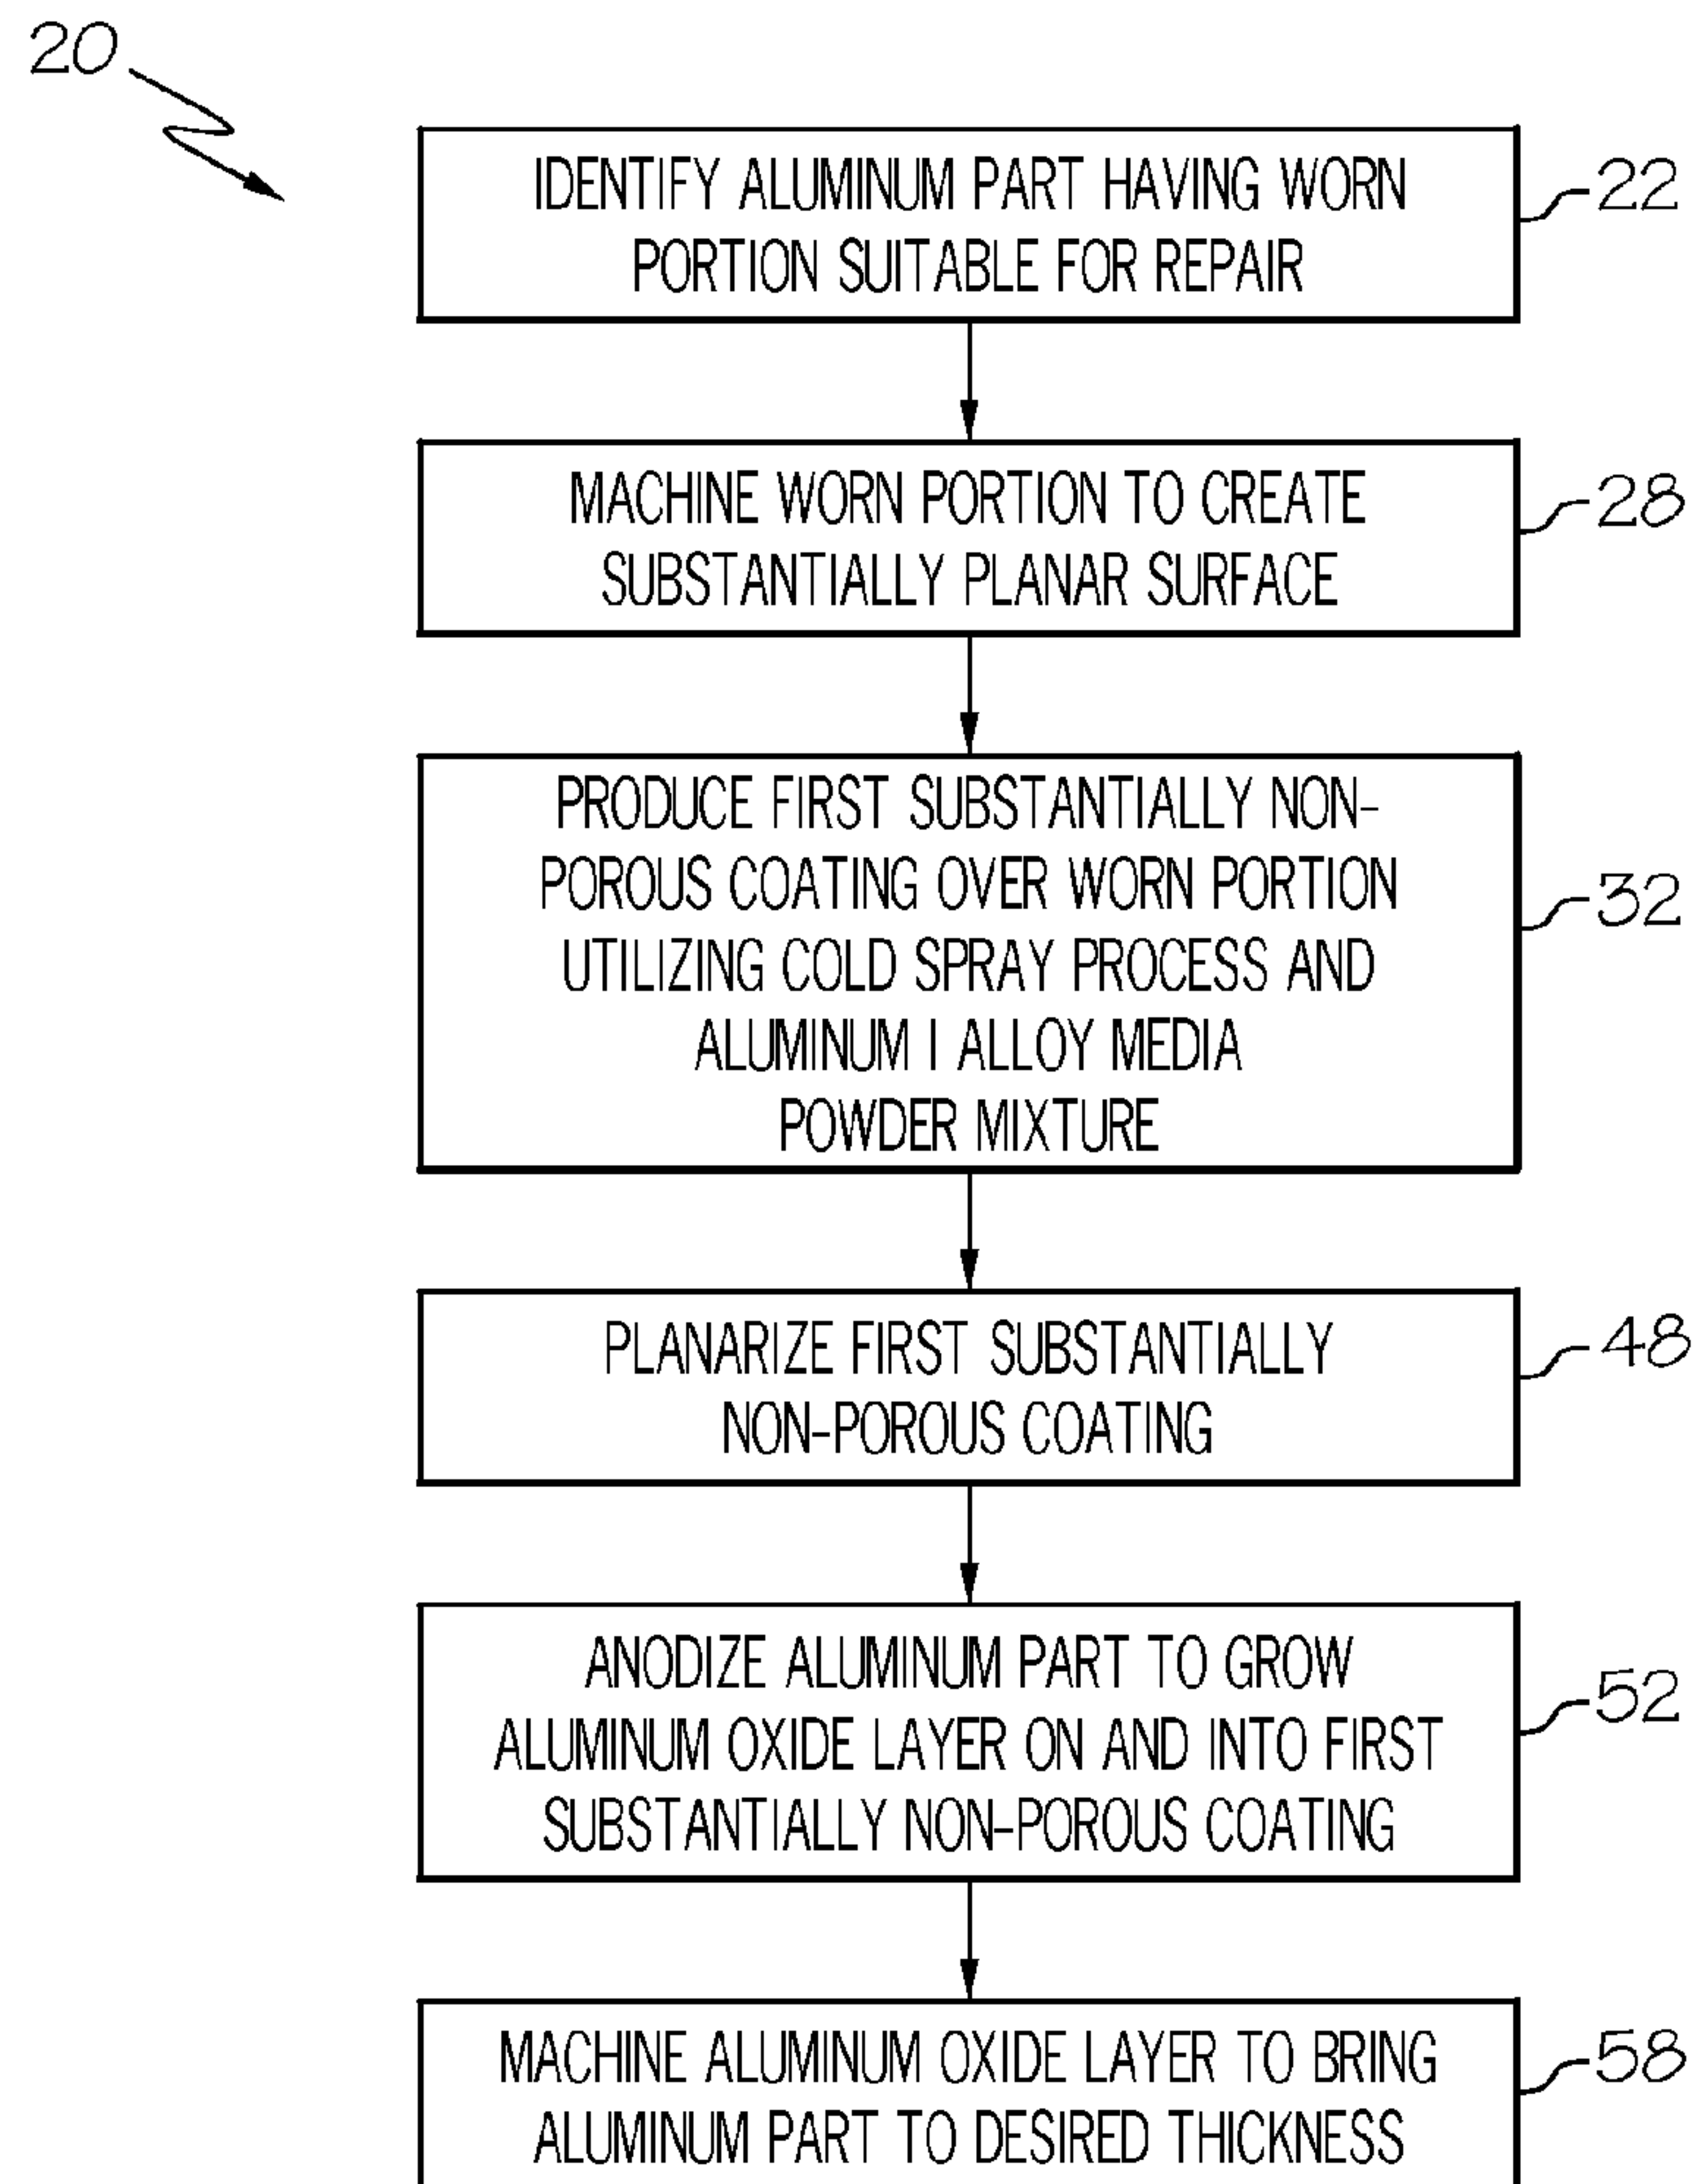 20
IDENTIFY ALUMINUM PART HAVING WORN
PORTION SUITABLE FOR REPAIR
22
MACHINE WORN PORTION TO CREATE
SUBSTANTIALLY PLANAR SURFACE
28
PRODUCE FIRST SUBSTANTIALLY NON-
POROUS COATING OVER WORN PORTION
UTILIZING COLD SPRAY PROCESS AND
ALUMINUM I ALLOY MEDIA
POWDER MIXTURE
32
PLANARIZE FIRST SUBSTANTIALLY
NON-POROUS COATING
48
ANODIZE ALUMINUM PART TO GROW
ALUMINUM OXIDE LAYER ON AND INTO FIRST
SUBSTANTIALLY NON-POROUS COATING
52
MACHINE ALUMINUM OXIDE LAYER TO BRING
ALUMINUM PART TO DESIRED THICKNESS
58